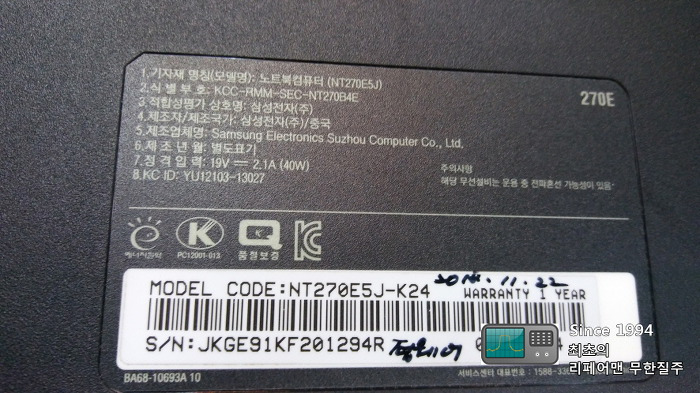 1.기자재 명칭(모델명): 노트북컴퓨터 (NT270E5J)
2.식 별 부 호: KCC-RMM-SEC-NT270B4E
3.적합성평가 상호명: 삼성전자(주)
4.제조자/제조국가: 삼성전자(주)/중국
5.제조업체명: Samsung Electronics Suzhou Computer Co., Ltd.
6.제 조 년 월: 별도표기
7.정 격 입 력: 19V 2.1A (40W)
8.KC ID: YU12103-13027
270E
주의사항
해당 무선설비는 운용 중 전파혼선 가능성이 있음
에너지절약
PC12001-013
품질보증
MODEL CODE:NT270E5J-K24
11. 22
WARRANTY 1 YEAR
S/N:JKGE91KF201294R
BA68-10693A 10
서비스센터 대표번호 : 1588-
Since 1994
최초의
리페어맨 무한질주